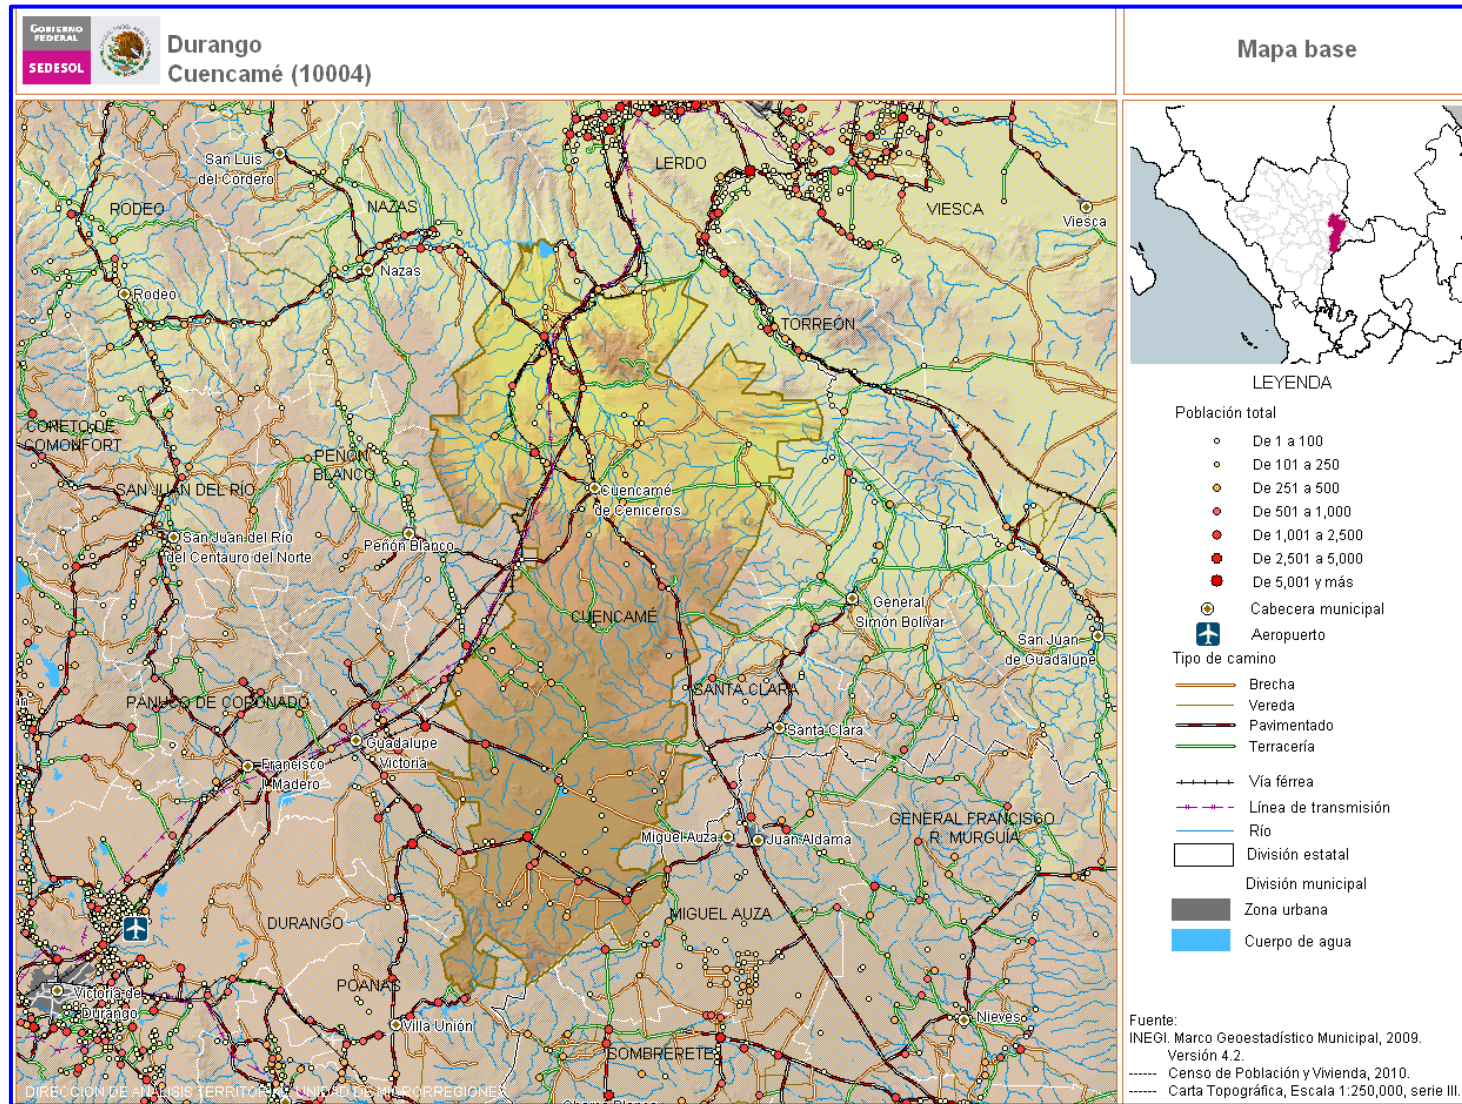 GOBIERNO
FEDERAL
SEDESOL
Durango
Cuencamé (10004)
Mapa base
LERDO
San Luis
del Cordero
RODEO
NAZAS
VIESCA
Viesca
Nazas
Rodeo
TORREÓN
CONETO DE
COMONFORT
PEÑÓN
BLANCO
SAN JUAN DEL RÍO
Cuencamé
de Ceniceros
San Juan del Río
del Centauro del Norte
Peñón Blanco
General
Simón Bolívar
CUENCAMÉ
San Juan
de Guadalupe
SANTA CLARA
PANUCO DE CORONADO
Santa Clara
Guadalupe
Victoria
Francisco
I. Madero
GENERAL FRANCISCO
R. MURGUÍA
Miguel Auza
Juan Aldama
DURANGO
MIGUEL AUZA
POANAS
Victoria de
Durango
Villa Unión
Nieves
SOMBRERETE
DIRECCIÓN DE ANÁLISIS TERRITORIAL UNIDAD DE MICRORREGIONES
LEYENDA
Población total
De 1 a 100
De 101 a 250
De 251 a 500
De 501 a 1,000
De 1,001 a 2,500
De 2,501 a 5,000
De 5,001 y más
Cabecera municipal
Aeropuerto
Tipo de camino
Brecha
Vereda
Pavimentado
Terracería
Vía férrea
Línea de transmisión
Río
División estatal
División municipal
Zona urbana
Cuerpo de agua
Fuente:
INEGI. Marco Geoestadístico Municipal, 2009.
Versión 4.2.
----- Censo de Población y Vivienda, 2010.
----- Carta Topográfica, Escala 1:250,000, serie III.